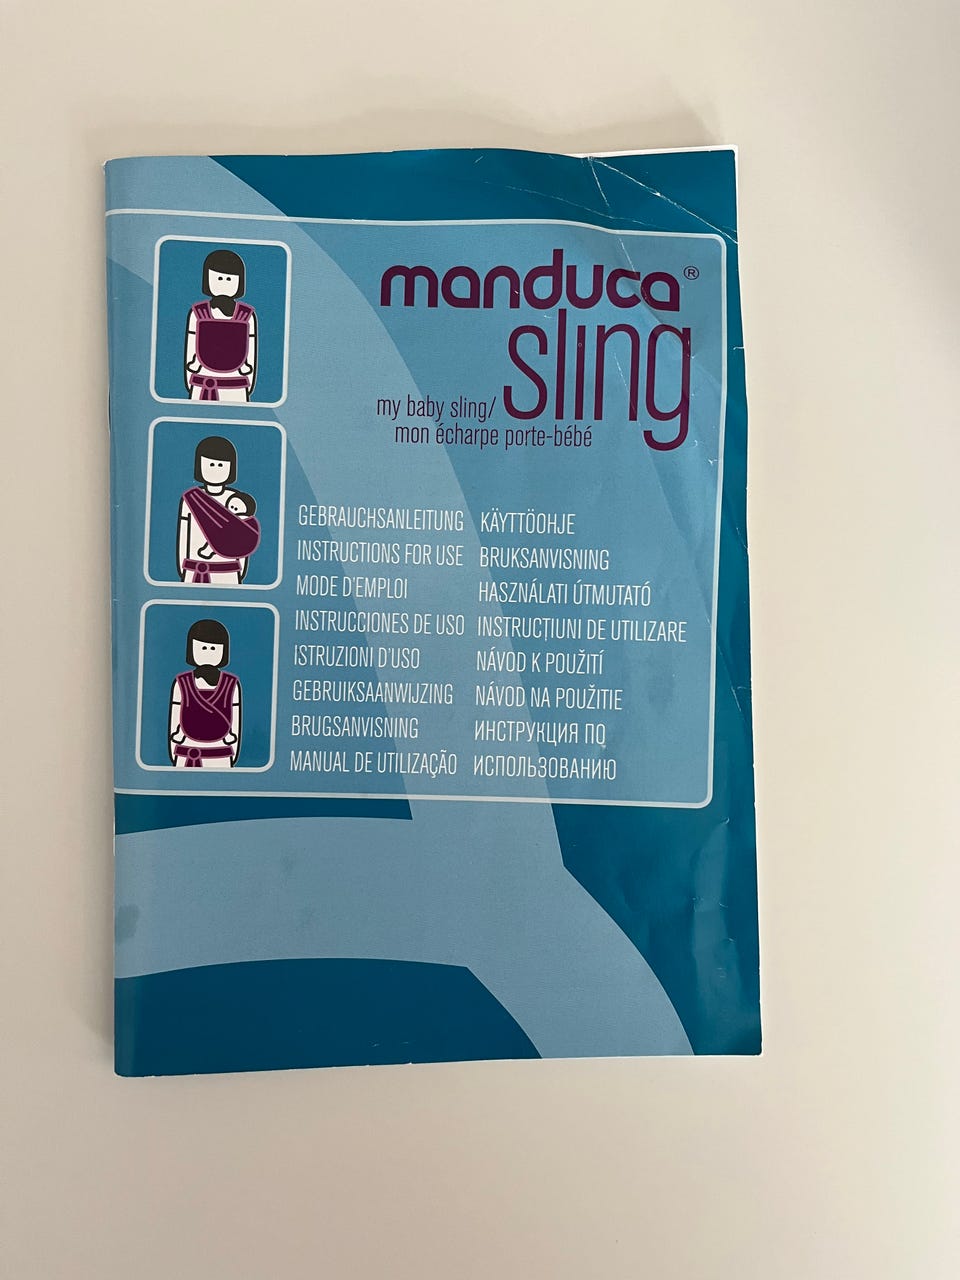 manduca®
sling
my baby sling/
mon écharpe porte-bébé
GEBRAUCHSANLEITUNG
INSTRUCTIONS FOR USE
MODE D'EMPLOI
INSTRUCCIONES DE USO
ISTRUZIONI D'USO
GEBRUIKSAANWIJZING
BRUGSANVISNING
MANUAL DE UTILIZAÇÃO
KÄYTTÖOHJE
BRUKSANVISNING
HASZNÁLATI ÚTMUTATÓ
INSTRUCȚIUNI DE UTILIZARE
NÁVOD K POUŽITÍ
NÁVOD NA POUŽITIE
ИНСТРУКЦИЯ ПО
ИСПОЛЬЗОВАНИЮ